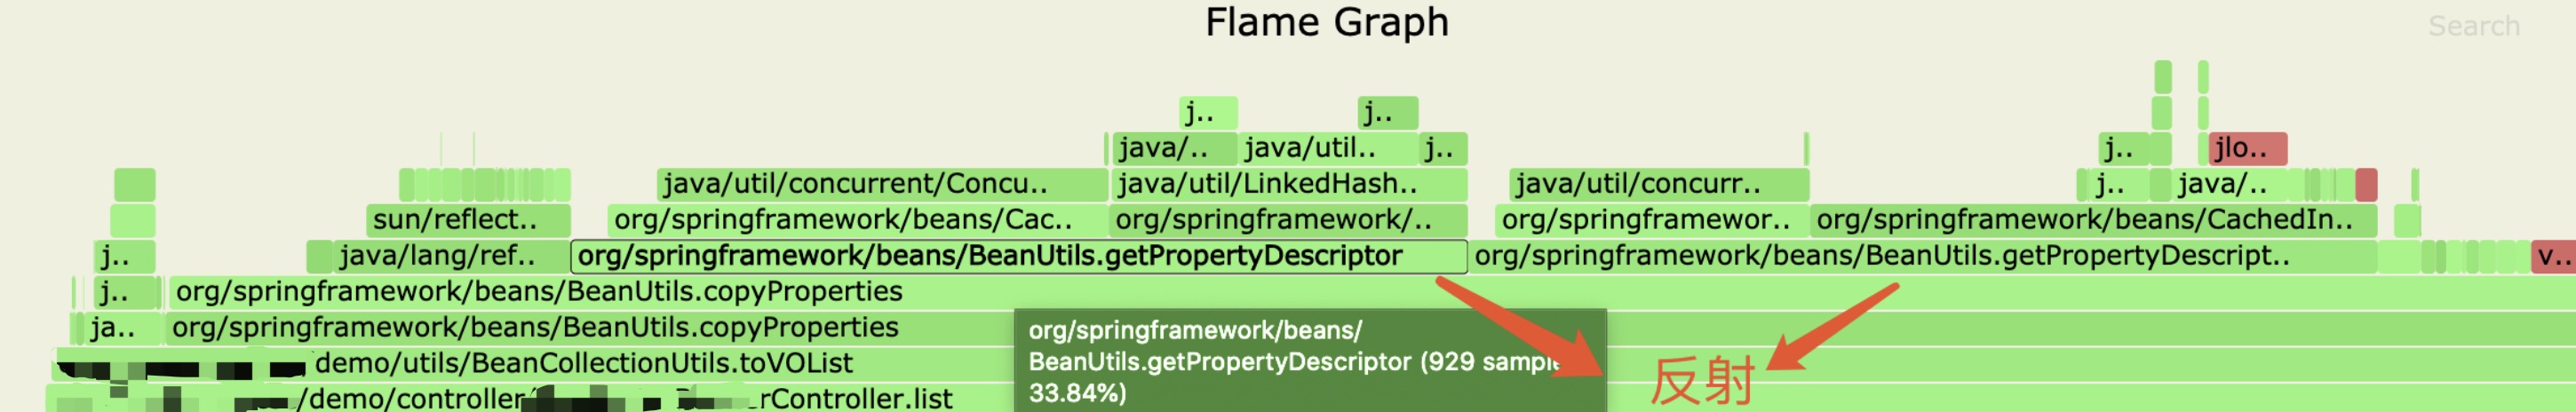 Flame Graph
Search
j..
j..
java/..
java/util..
j..
j..
jlo..
java/util/concurrent/Concu..
java/util/LinkedHash..
java/util/concurr..
j..
java/..
sun/reflect..
org/springframework/beans/Cac..
org/springframework/..
org/springframewor..
org/springframework/beans/CachedIn..
j..
java/lang/ref..
org/springframework/beans/BeanUtils.getPropertyDescriptor
org/springframework/beans/BeanUtils.getPropertyDescript..
v..
j..
org/springframework/beans/BeanUtils.copyProperties
ja..
org/springframework/beans/BeanUtils.copyProperties
demo/utils/BeanCollectionUtils.toVOList
/demo/controller/
rController.list
org/springframework/beans/
BeanUtils.getPropertyDescriptor (929
33.84%)
反射